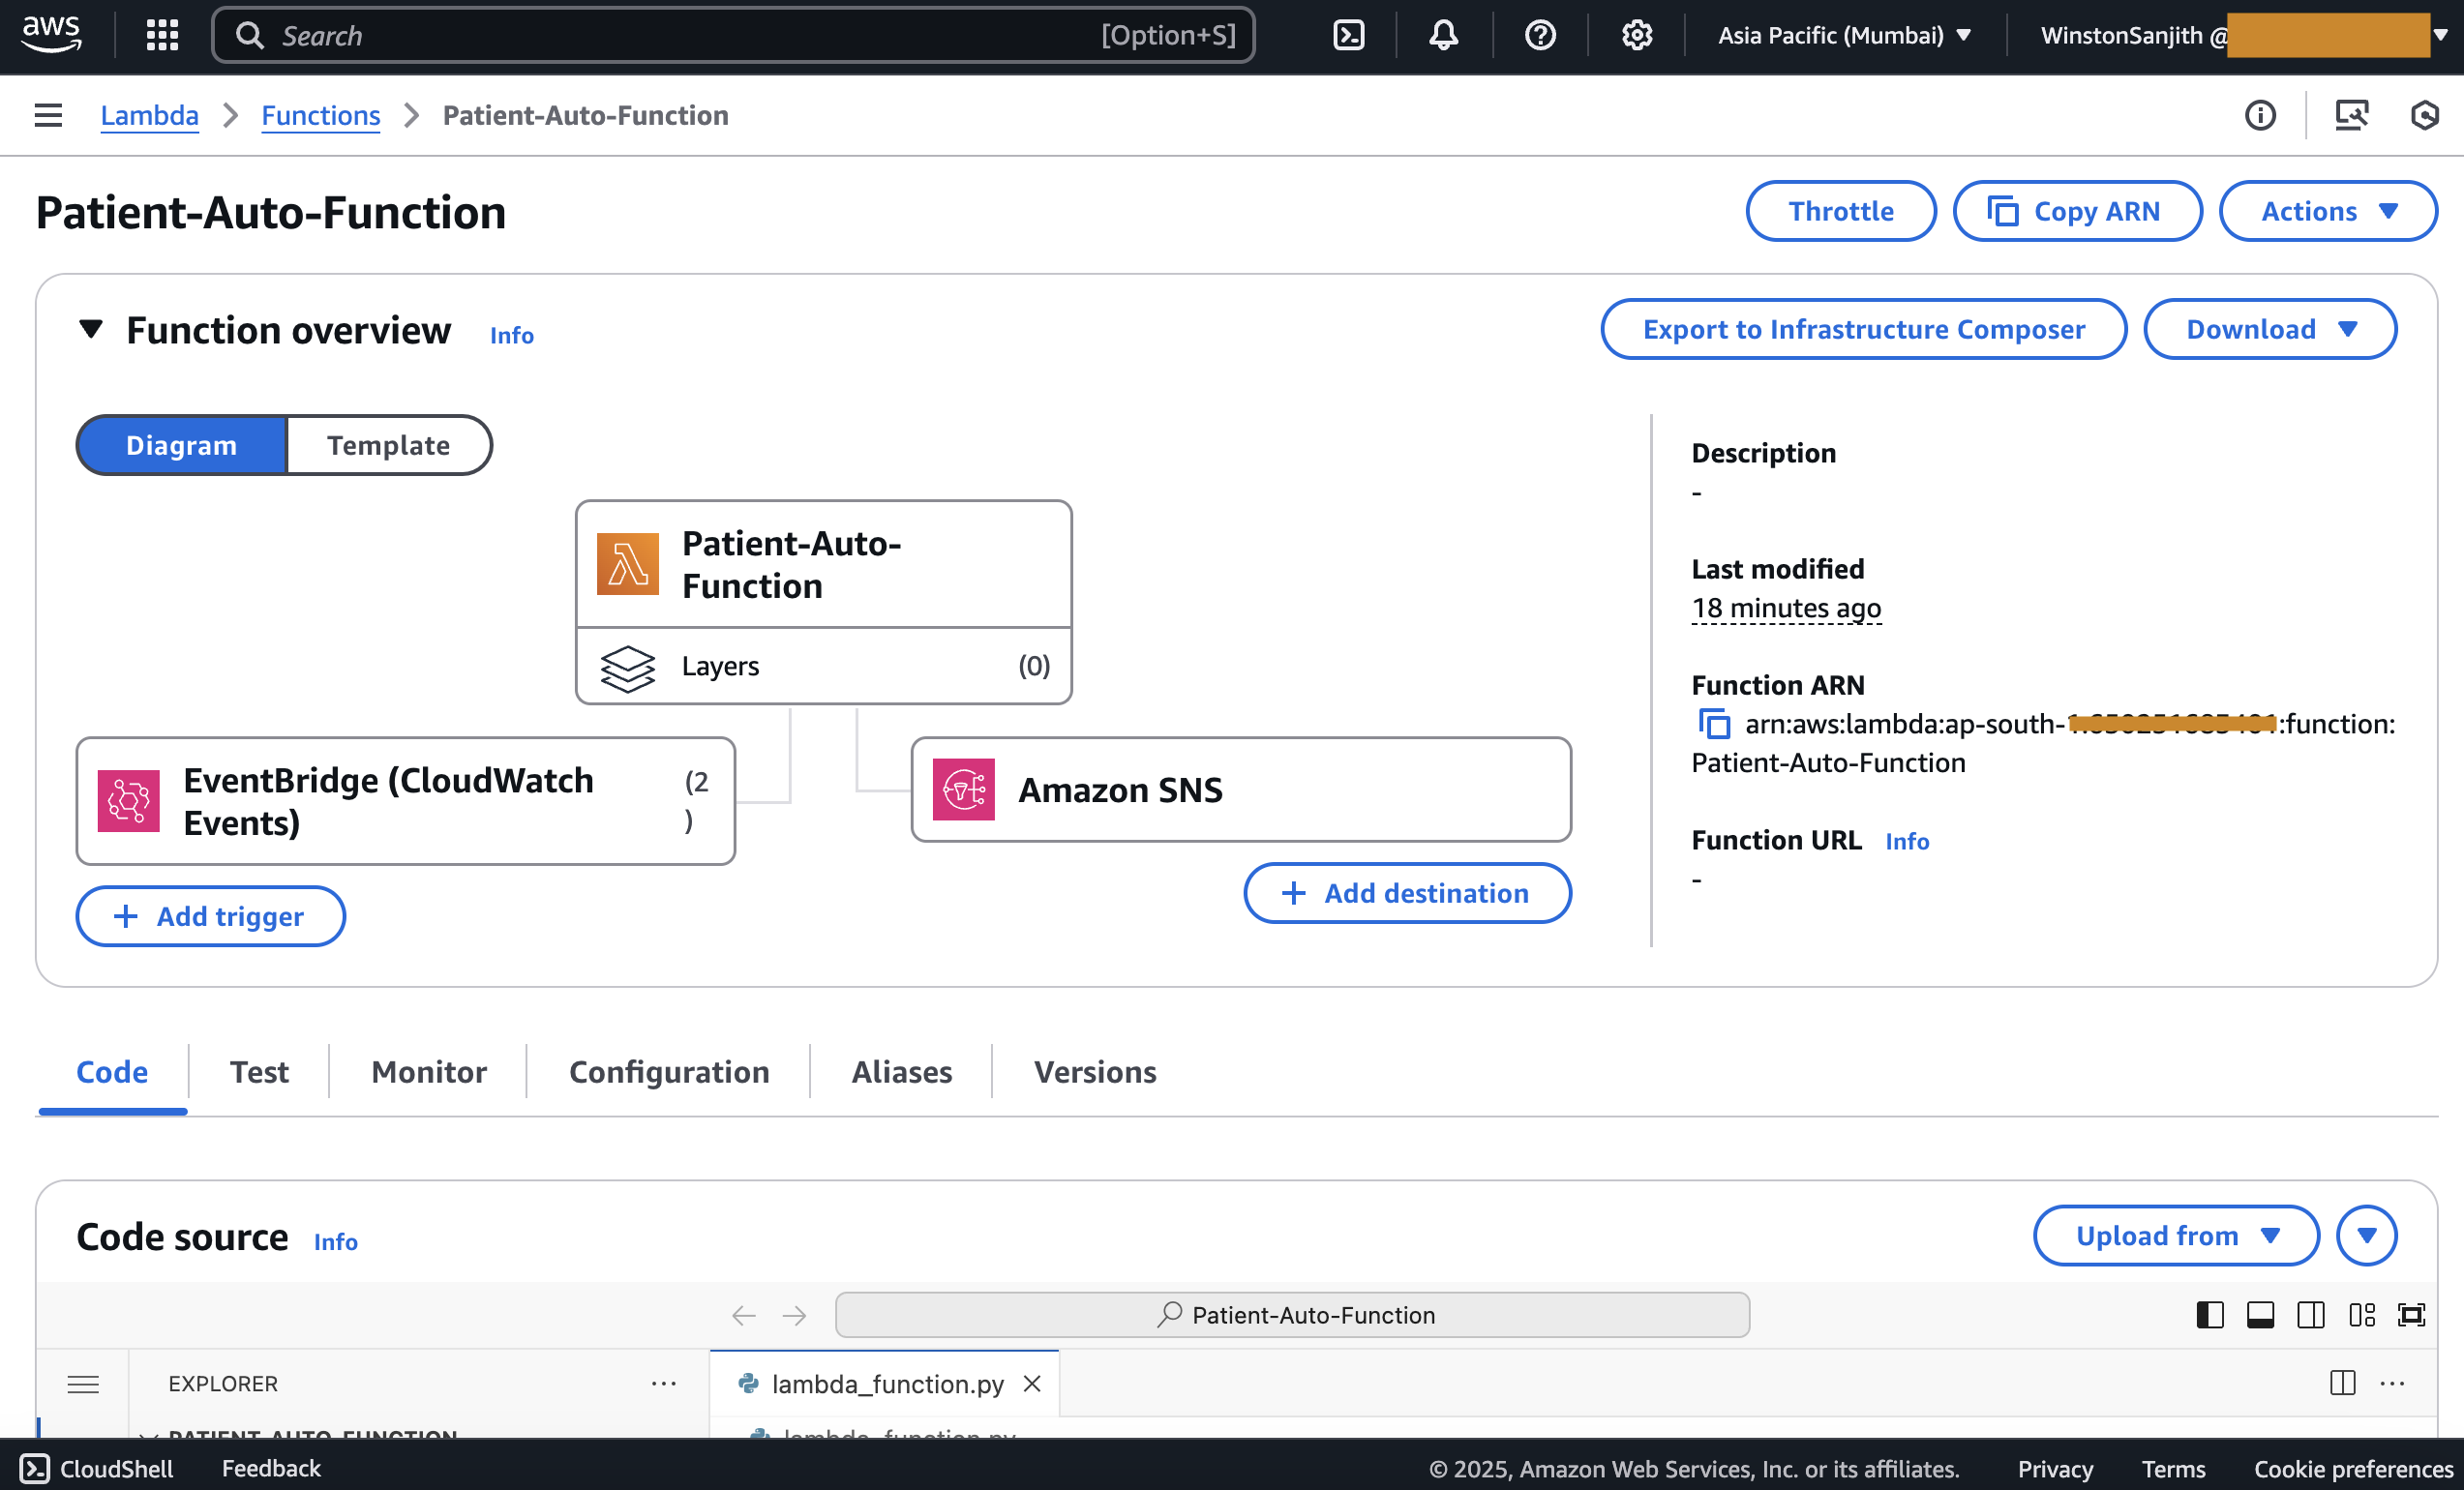 aws
Search
[Option+S]
Asia Pacific (Mumbai)
WinstonSanjith @
Lambda
Functions
Patient-Auto-Function
Patient-Auto-Function
Throttle
Copy ARN
Actions
Function overview
Info
Export to Infrastructure Composer
Download
Diagram
Template
Patient-Auto-
Function
Layers
(0)
EventBridge (CloudWatch
Events)
(2
)
Amazon SNS
Add trigger
Add destination
Description
-
Last modified
18 minutes ago
Function ARN
arn:aws:lambda:ap-south- :function:
Patient-Auto-Function
Function URL
Info
-
Code
Test
Monitor
Configuration
Aliases
Versions
Code source
Info
Upload from
Patient-Auto-Function
EXPLORER
lambda_function.py
PATIENT-AUTO-FUNCTION
lambda_function.py
CloudShell
Feedback
© 2025, Amazon Web Services, Inc. or its affiliates.
Privacy
Terms
Cookie preferences